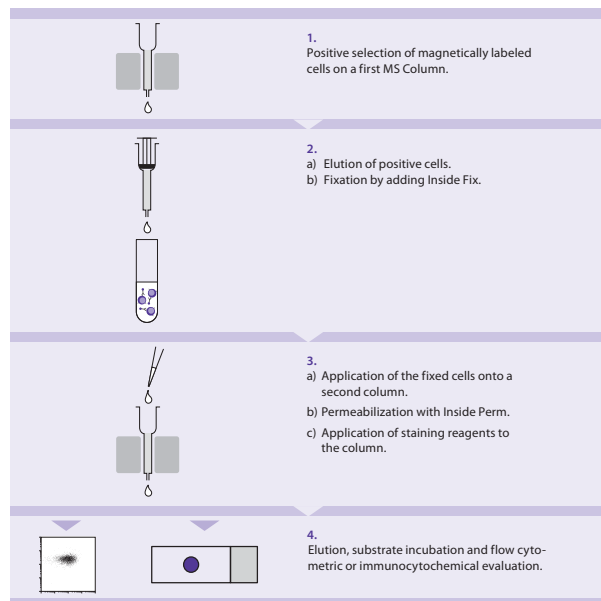 1.
Positive selection of magnetically labeled
cells on a first MS Column.
2.
a) Elution of positive cells.
b) Fixation by adding Inside Fix.
3.
a) Application of the fixed cells onto a
second column.
b) Permeabilization with Inside Perm.
c) Application of staining reagents to
the column.
4.
Elution, substrate incubation and flow cyto-
metric or immunocytochemical evaluation.